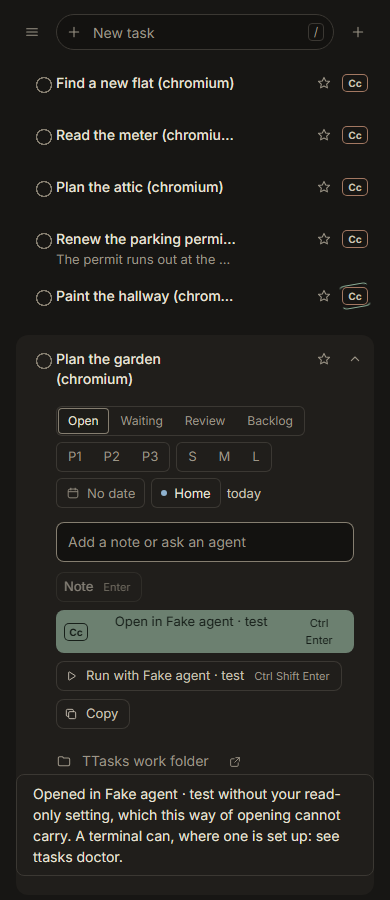 New task /
Find a new flat (chromium) Cc
Read the meter (chromiu... Cc
Plan the attic (chromium) Cc
Renew the parking permi... Cc
The permit runs out at the ...
Paint the hallway (chrom... Cc
Plan the garden
(chromium)
Open Waiting Review Backlog
P1 P2 P3 S M L
No date Home today
Add a note or ask an agent
Note Enter
Cc Open in Fake agent · test Ctrl
Enter
Run with Fake agent · test Ctrl Shift Enter
Copy
TTasks work folder
Opened in Fake agent · test without your read-
only setting, which this way of opening cannot
carry. A terminal can, where one is set up: see
ttasks doctor.